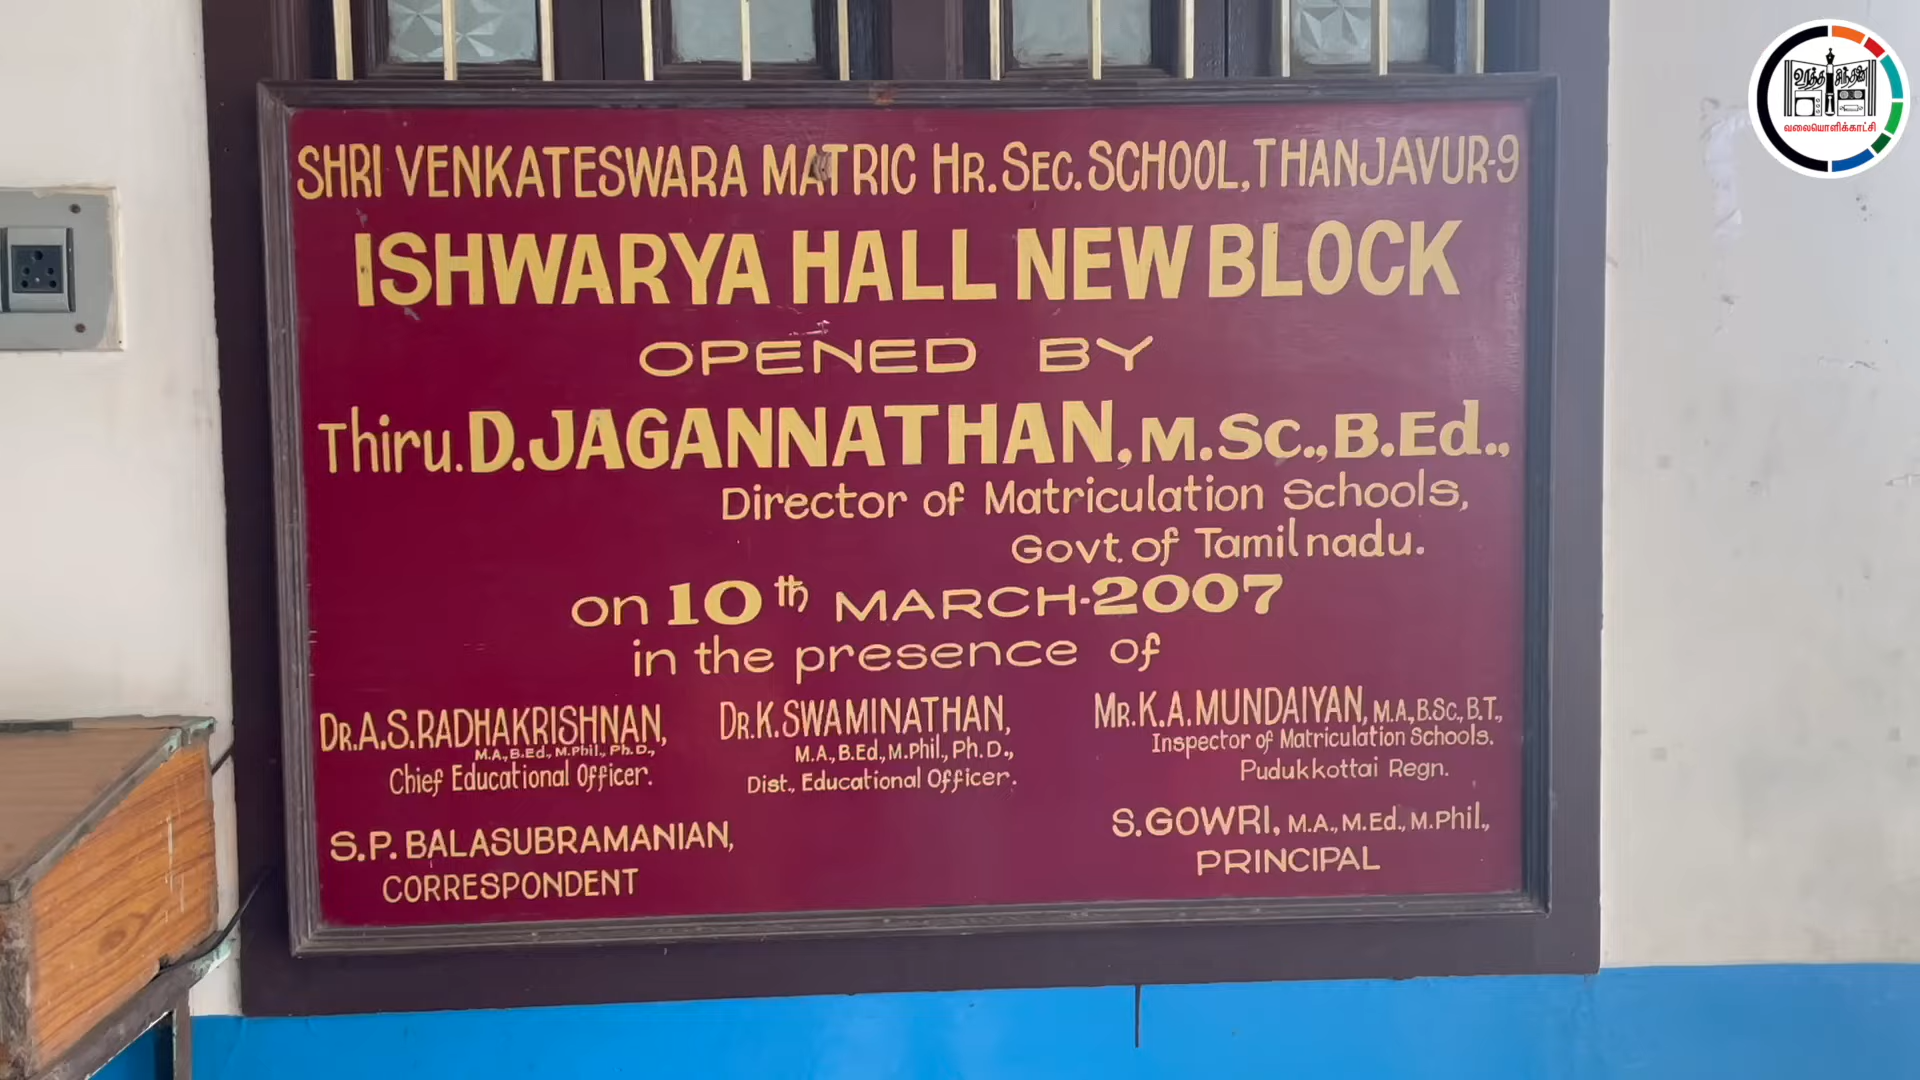 SHRI VENKATESWARA MATRIC HR. SEC. SCHOOL, THANJAVUR-9
ISHWARYA HALL NEW BLOCK
OPENED BY
Thiru. D. JAGANNATHAN, M.Sc., B.Ed.,
Director of Matriculation Schools,
Govt. of Tamilnadu.
on 10th MARCH-2007
in the presence of
DR. A.S. RADHAKRISHNAN,
M.A., B.Ed., M.Phil., Ph.D.,
Chief Educational Officer.
DR. K. SWAMINATHAN,
M.A., B.Ed., M.Phil., Ph.D.,
Dist., Educational Officer.
MR. K.A. MUNDAIYAN, M.A., B.Sc., B.T.,
Inspector of Matriculation Schools.
Pudukkottai Regn.
S.P. BALASUBRAMANIAN,
CORRESPONDENT
S. GOWRI, M.A., M.Ed., M.Phil.,
PRINCIPAL
வலையொளிக்காட்சி